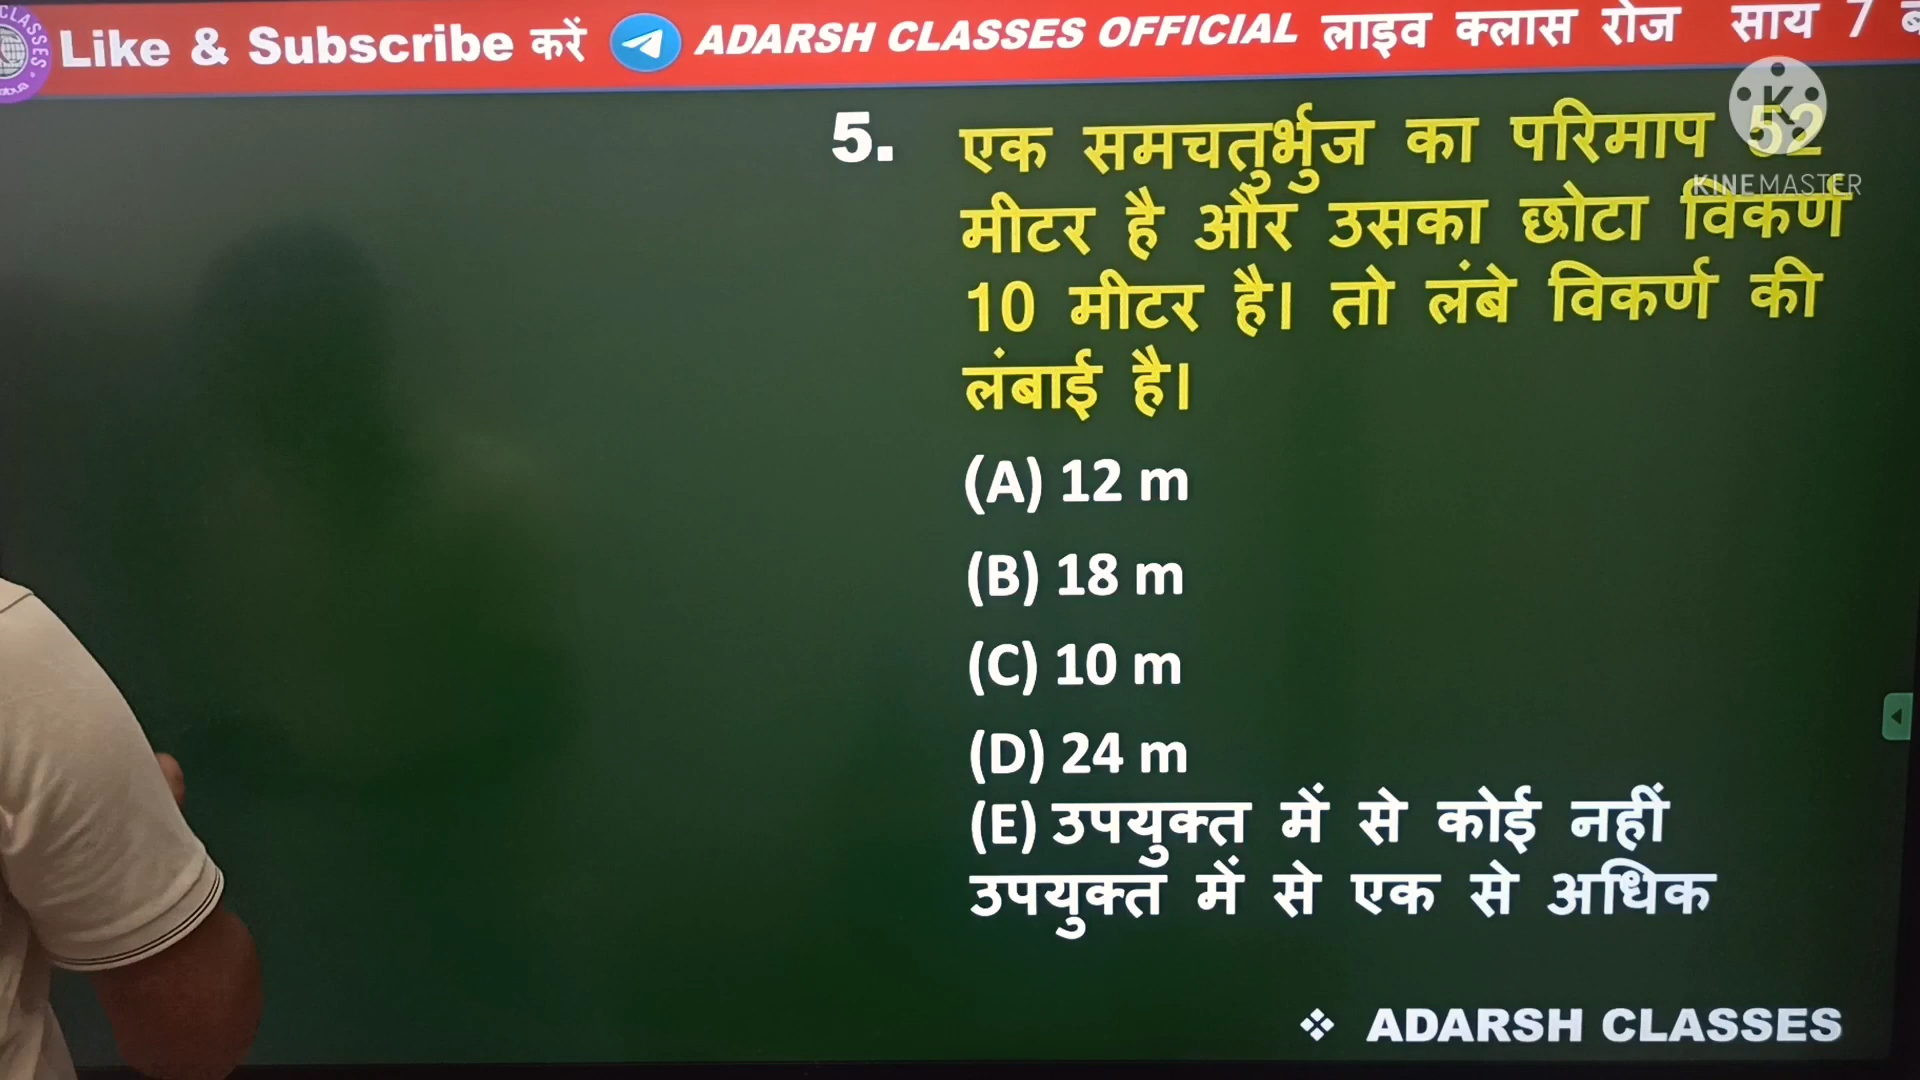 CLASSES
Like & Subscribe करें ADARSH CLASSES OFFICIAL लाइव क्लास रोज साय 7
K
KINEMASTER
5. एक समचतुर्भुज का परिमाप 52
मीटर है और उसका छोटा विकर्ण
10 मीटर है। तो लंबे विकर्ण की
लंबाई है।
(A) 12 m
(B) 18 m
(C) 10 m
(D) 24 m
(E) उपयुक्त में से कोई नहीं
उपयुक्त में से एक से अधिक
❖ ADARSH CLASSES